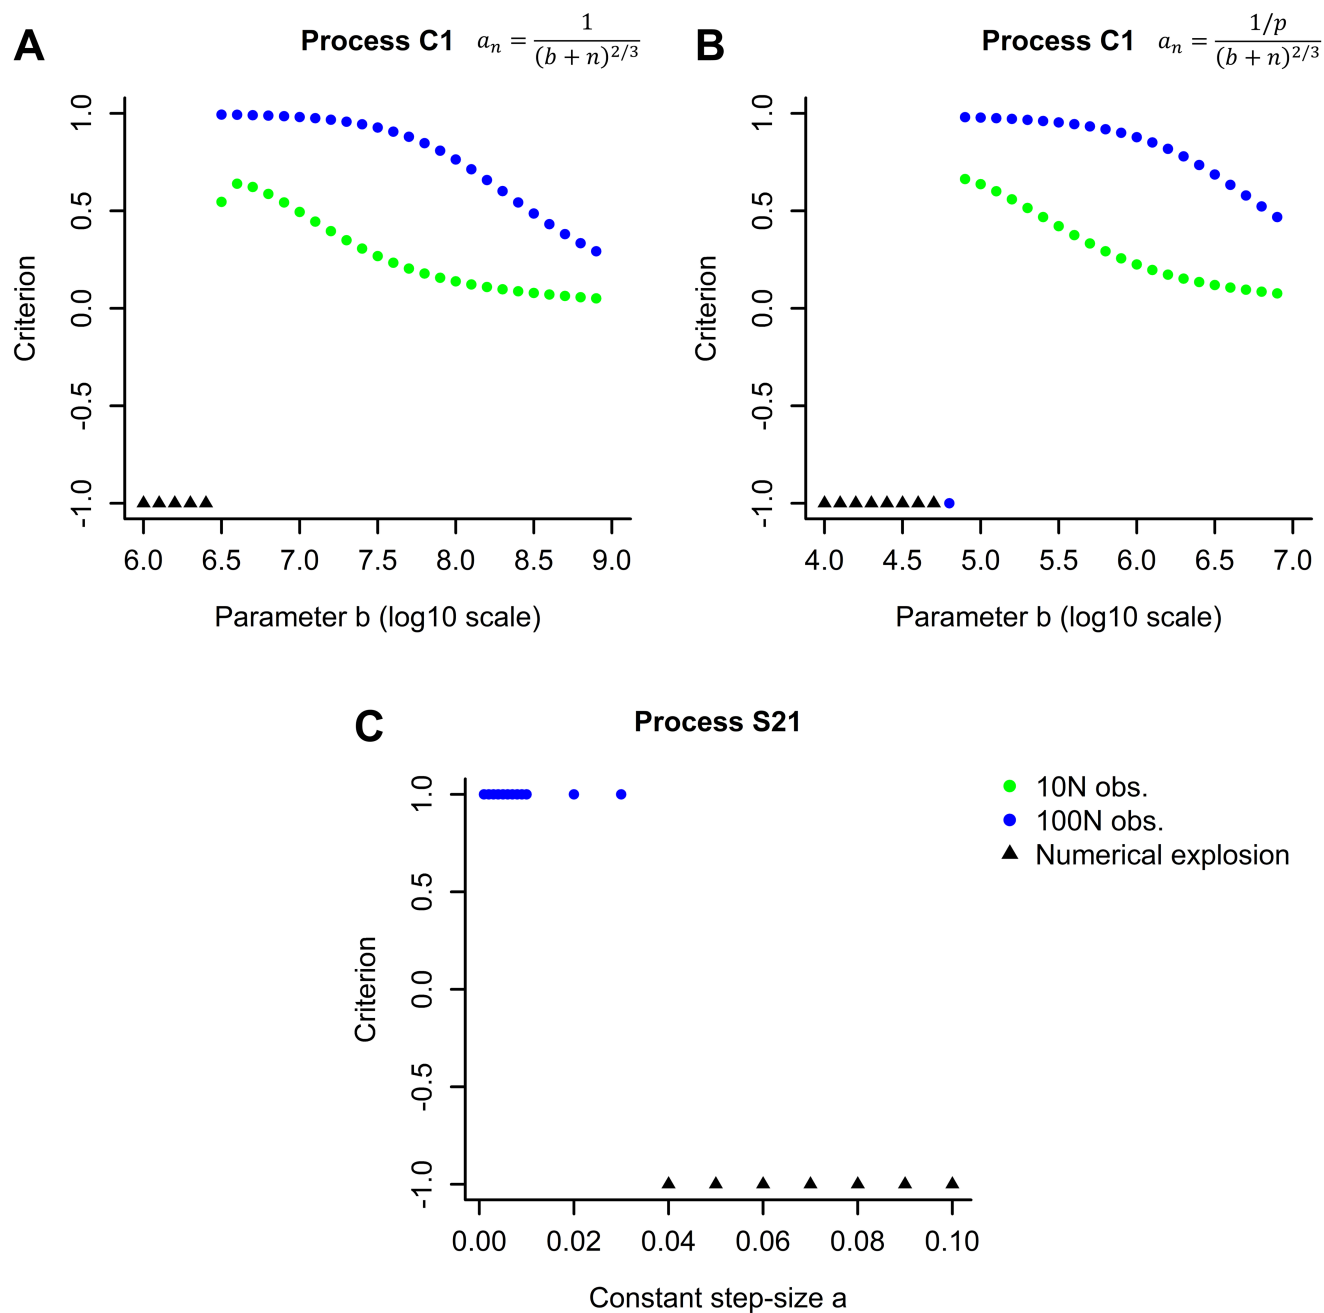 A
Process C1 aₙ = 1 / (b + n)^2/3
1.0
0.5
0.0
-0.5
-1.0
Criterion
6.0 6.5 7.0 7.5 8.0 8.5 9.0
Parameter b (log10 scale)
B
Process C1 aₙ = 1/p / (b + n)^2/3
1.0
0.5
0.0
-0.5
-1.0
Criterion
4.0 4.5 5.0 5.5 6.0 6.5 7.0
Parameter b (log10 scale)
C
Process S21
1.0
0.5
0.0
-0.5
-1.0
Criterion
0.00 0.02 0.04 0.06 0.08 0.10
Constant step-size a
10N obs.
100N obs.
Numerical explosion